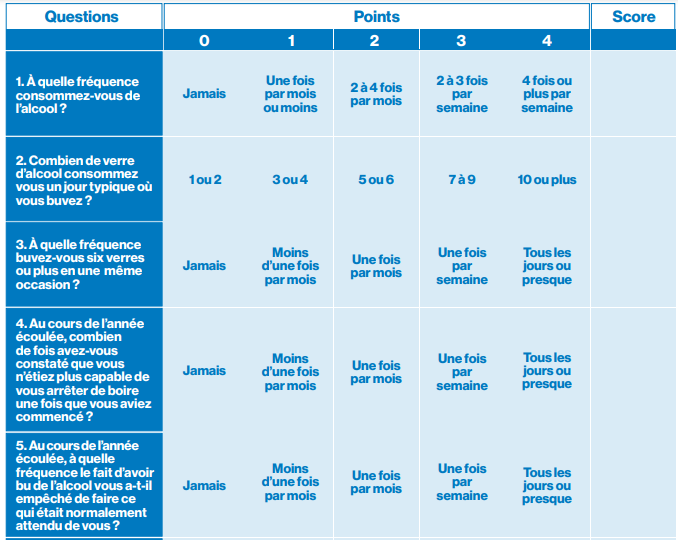 Questions
Points
Score
0
1
2
3
4
1. À quelle fréquence
consommez-vous de
l'alcool ?
Jamais
Une fois
par mois
ou moins
2 à 4 fois
par mois
2 à 3 fois
par
semaine
4 fois ou
plus par
semaine
2. Combien de verre
d'alcool consommez
vous un jour typique où
vous buvez ?
1 ou 2
3 ou 4
5 ou 6
7 à 9
10 ou plus
3. À quelle fréquence
buvez-vous six verres
ou plus en une même
occasion ?
Jamais
Moins
d'une fois
par mois
Une fois
par mois
Une fois
par
semaine
Tous les
jours ou
presque
4. Au cours de l'année
écoulée, combien
de fois avez-vous
constaté que vous
n'étiez plus capable de
vous arrêter de boire
une fois que vous aviez
commencé ?
Jamais
Moins
d'une fois
par mois
Une fois
par mois
Une fois
par
semaine
Tous les
jours ou
presque
5. Au cours de l'année
écoulée, à quelle
fréquence le fait d'avoir
bu de l'alcool vous a-t-il
empêché de faire ce
qui était normalement
attendu de vous ?
Jamais
Moins
d'une fois
par mois
Une fois
par mois
Une fois
par
semaine
Tous les
jours ou
presque